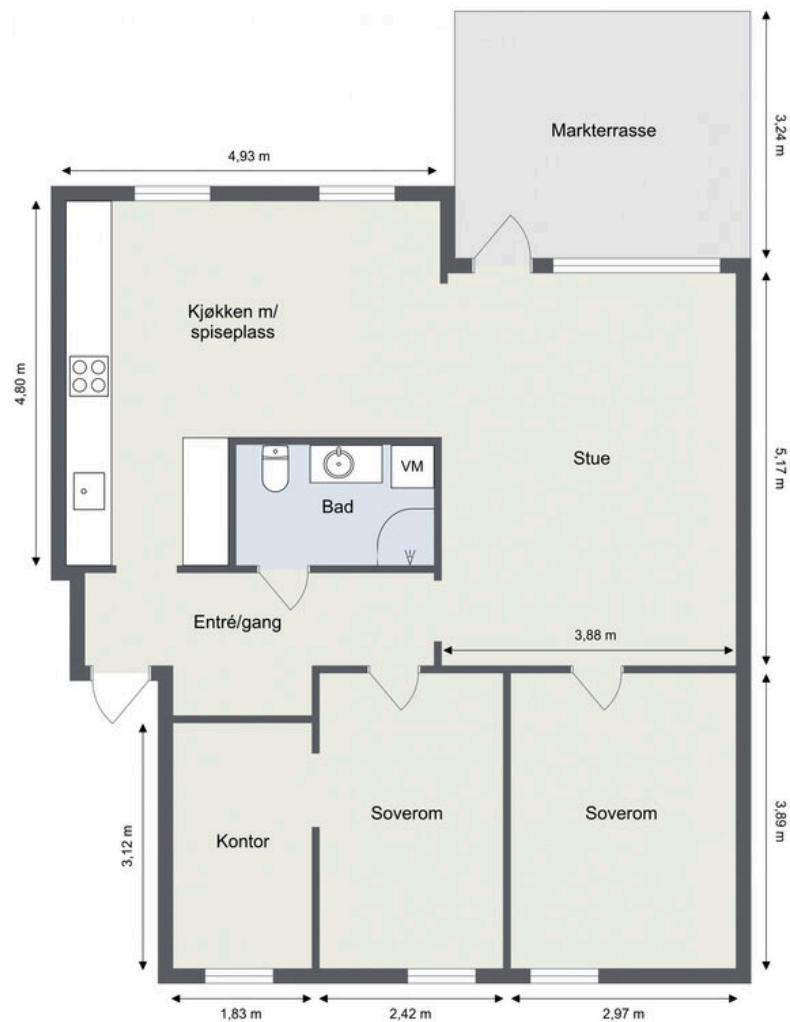 Markterrasse
3,24 m
4,93 m
Kjøkken m/
spiseplass
4,80 m
VM
Bad
Stue
5,17 m
Entré/gang
3,88 m
Kontor
3,12 m
Soverom
Soverom
3,89 m
1,83 m
2,42 m
2,97 m